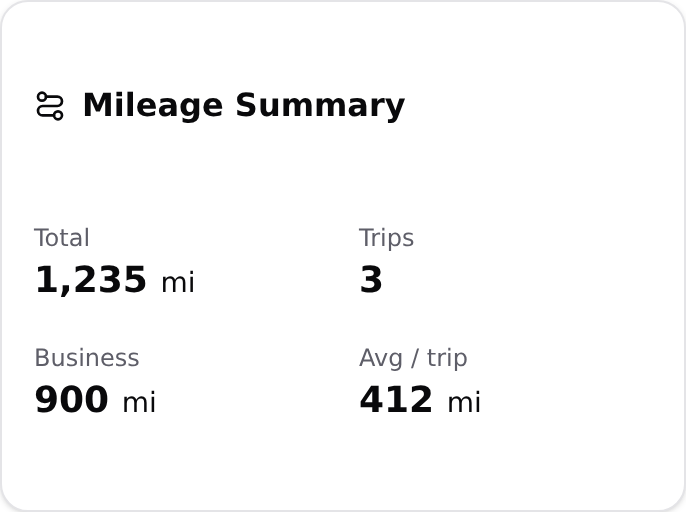 Mileage Summary
Total
1,235 mi
Trips
3
Business
900 mi
Avg / trip
412 mi